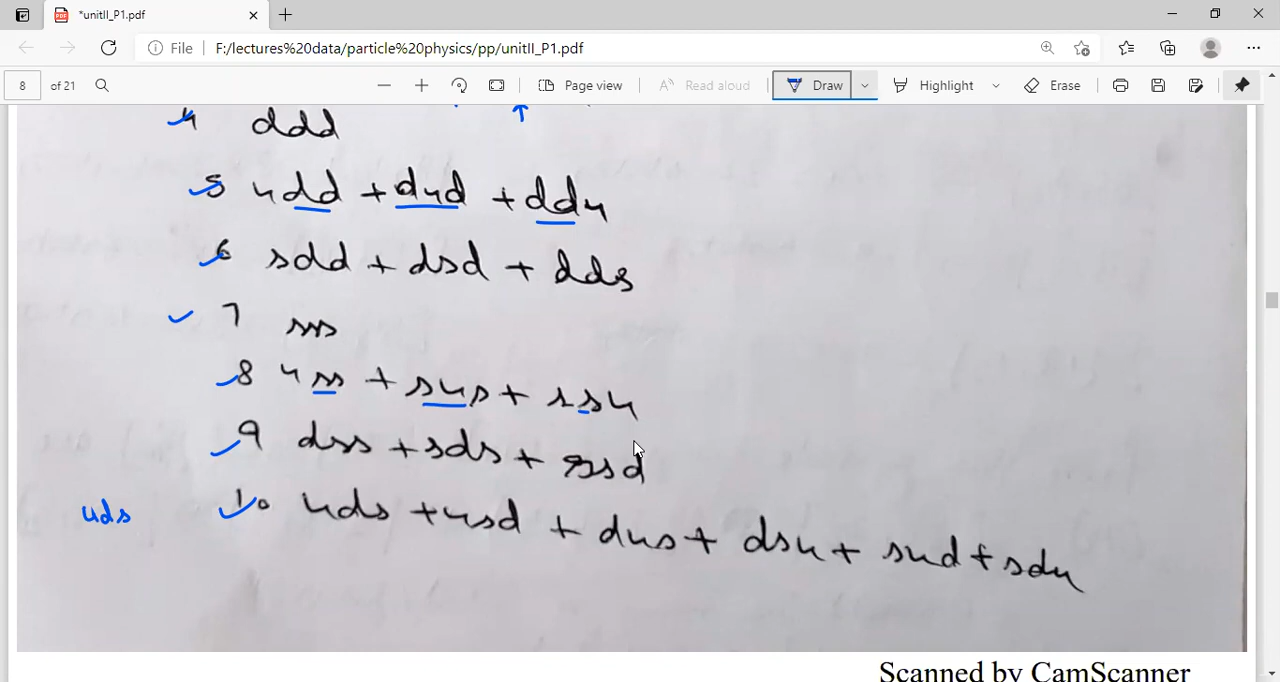 *unitII_P1.pdf
File F:/lectures%20data/particle%20physics/pp/unitII_P1.pdf
8 of 21 Page view Read aloud Draw Highlight Erase
4 ddd
5 udd + dud + ddu
6 sdd + dsd + dds
7 sss
8 uss + sus + ssu
9 dss + sds + ssd
uds 10 uds + usd + dus + dsu + sud + sdu
Scanned by CamScanner